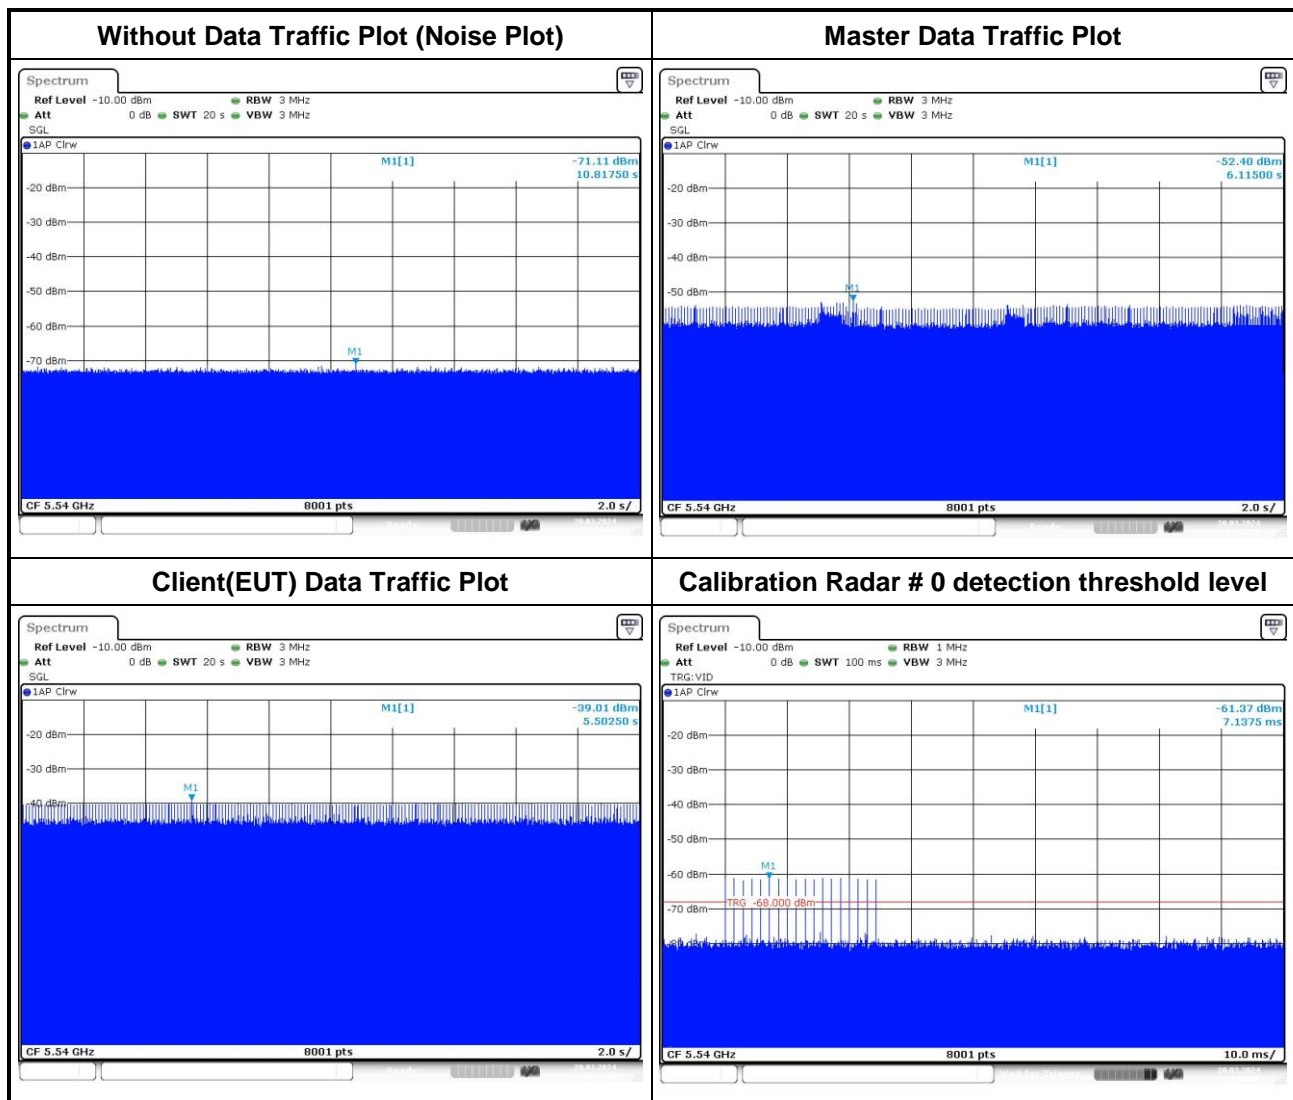 Without Data Traffic Plot (Noise Plot)
Spectrum
Ref Level -10.00 dBm RBW 3 MHz
Att 0 dB SWT 20 s VBW 3 MHz
SGL
1AP Clrw
M1[1] -71.11 dBm
10.81750 s
-20 dBm
-30 dBm
-40 dBm
-50 dBm
-60 dBm
M1
-70 dBm
CF 5.54 GHz 8001 pts 2.0 s/
Master Data Traffic Plot
Spectrum
Ref Level -10.00 dBm RBW 3 MHz
Att 0 dB SWT 20 s VBW 3 MHz
SGL
1AP Clrw
M1[1] -52.40 dBm
6.11500 s
-20 dBm
-30 dBm
-40 dBm
-50 dBm
M1
-60 dBm
CF 5.54 GHz 8001 pts 2.0 s/
Client(EUT) Data Traffic Plot
Spectrum
Ref Level -10.00 dBm RBW 3 MHz
Att 0 dB SWT 20 s VBW 3 MHz
SGL
1AP Clrw
M1[1] -39.01 dBm
5.50250 s
-20 dBm
-30 dBm
M1
-40 dBm
CF 5.54 GHz 8001 pts 2.0 s/
Calibration Radar # 0 detection threshold level
Spectrum
Ref Level -10.00 dBm RBW 1 MHz
Att 0 dB SWT 100 ms VBW 3 MHz
TRG:VID
1AP Clrw
M1[1] -61.37 dBm
7.1375 ms
-20 dBm
-30 dBm
-40 dBm
-50 dBm
M1
-60 dBm
TRG -68.000 dBm
-70 dBm
-80 dBm
CF 5.54 GHz 8001 pts 10.0 ms/